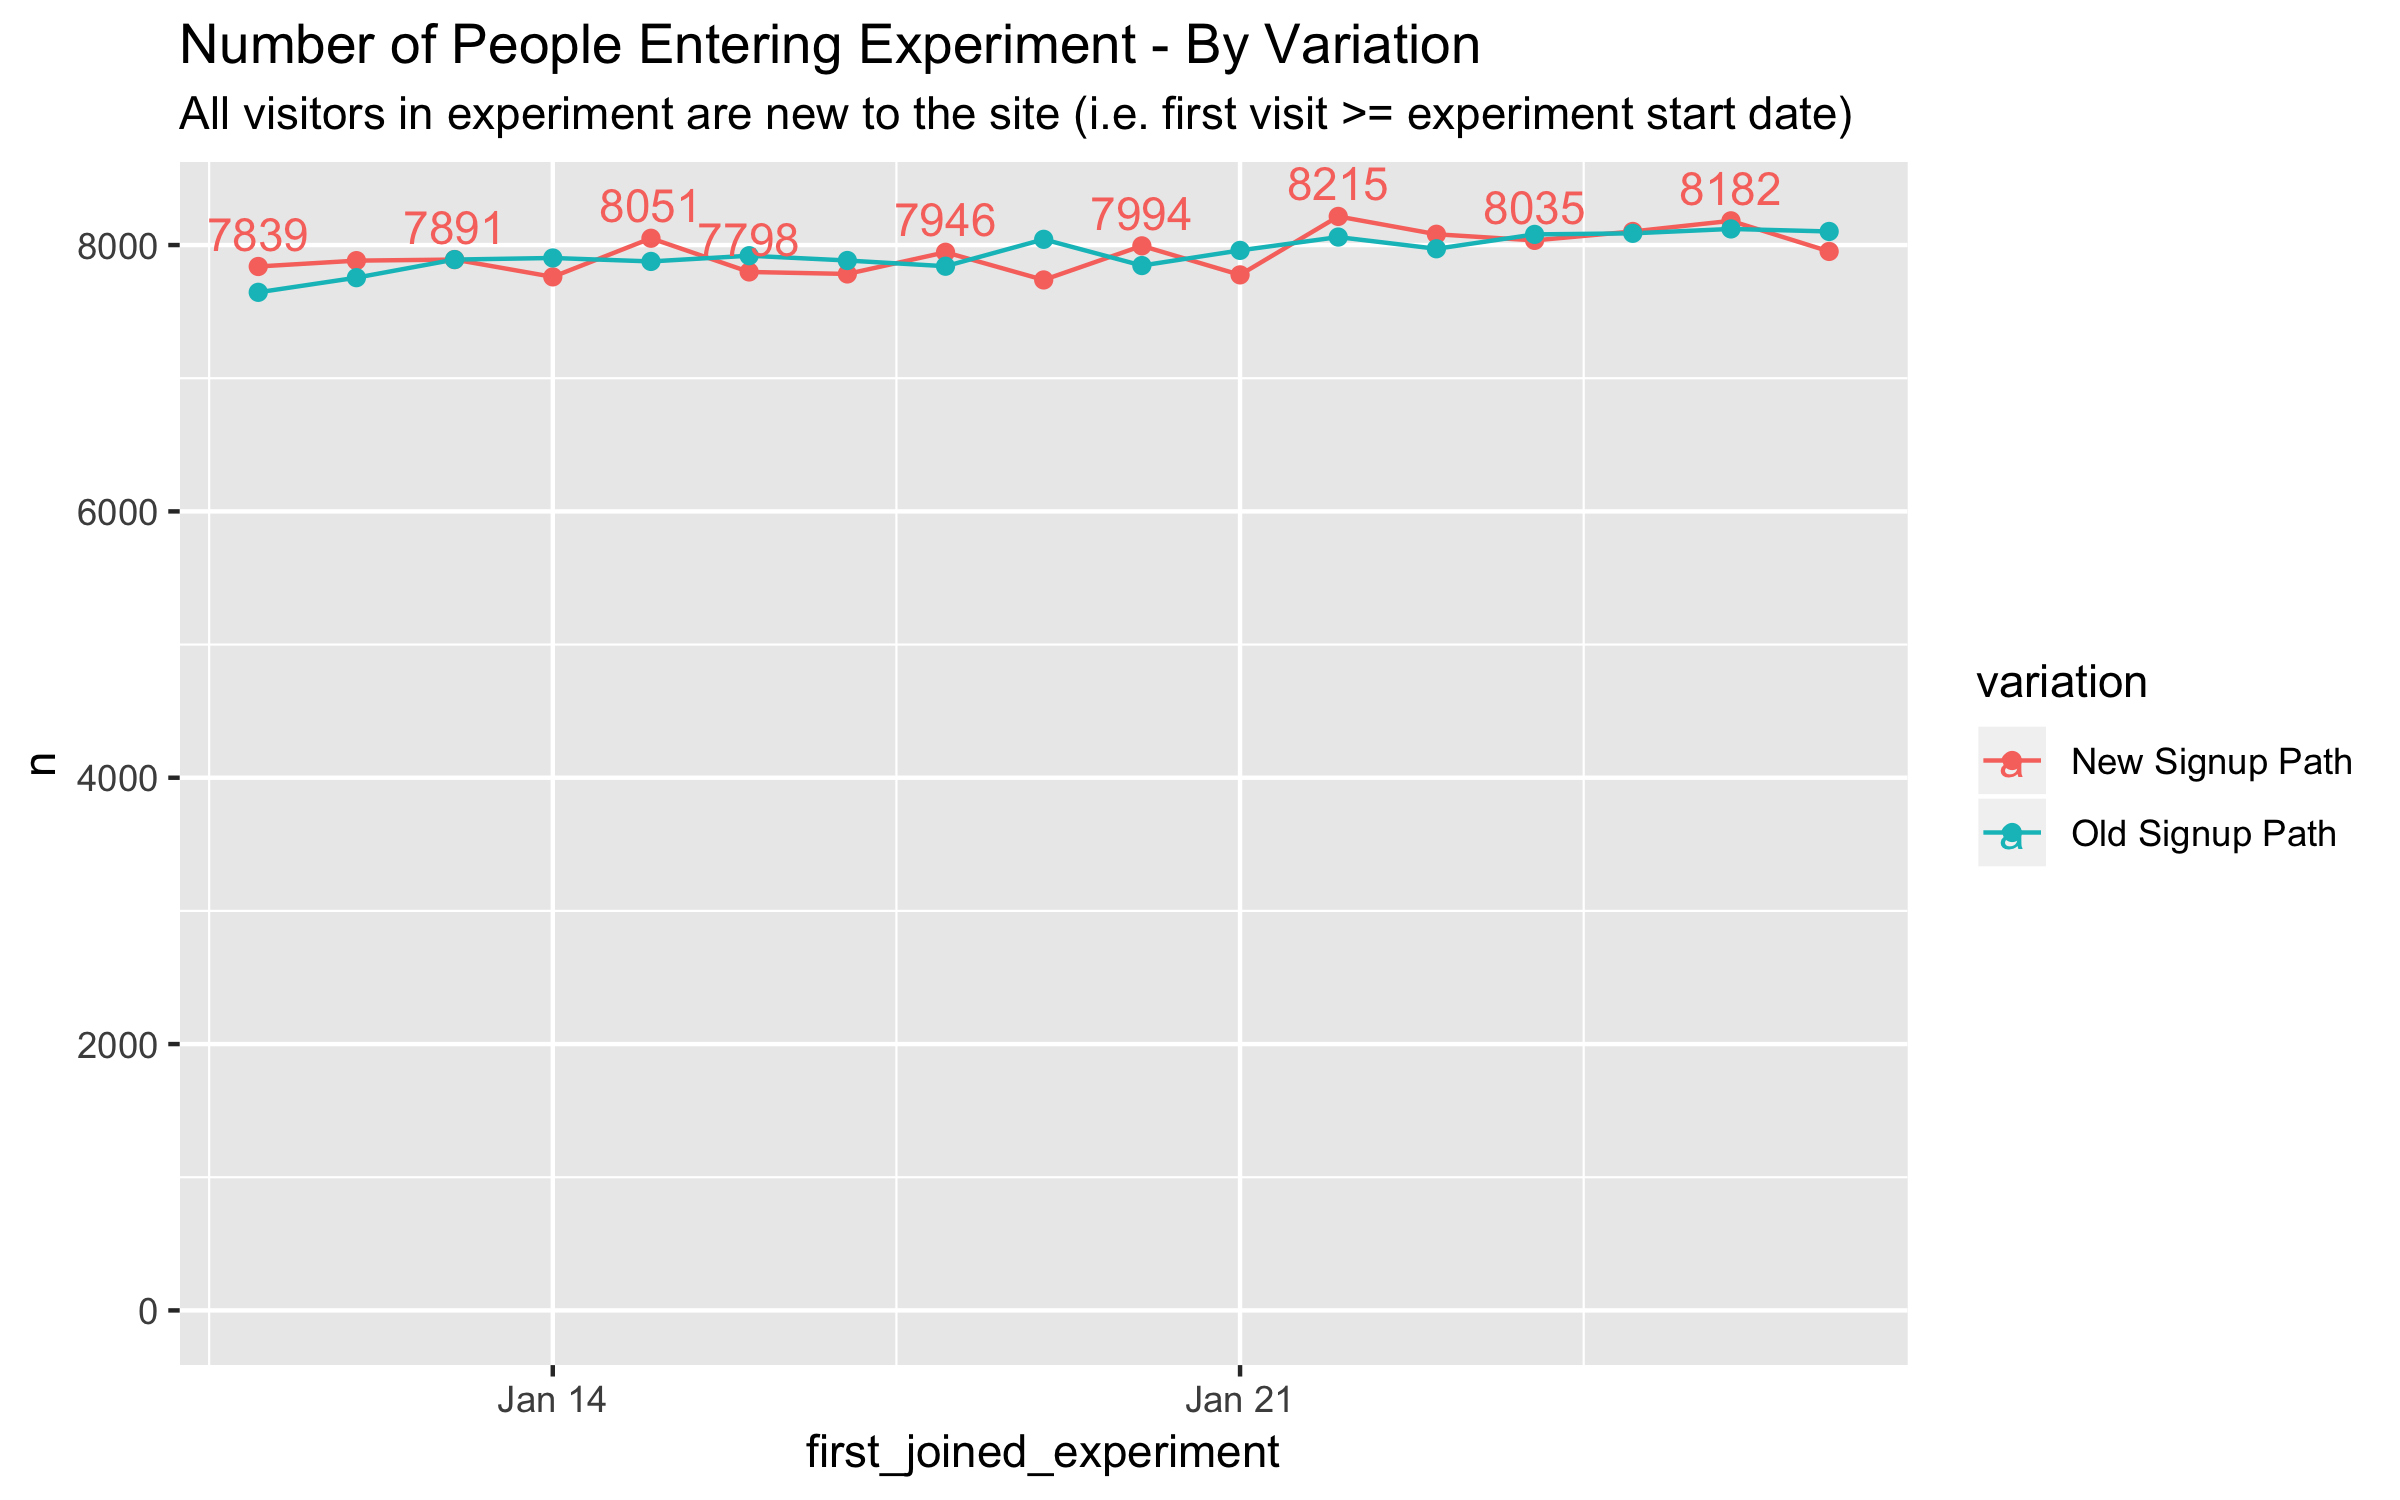 Number of People Entering Experiment - By Variation
All visitors in experiment are new to the site (i.e. first visit >= experiment start date)
7839 7891 8051 7798 7946 7994 8215 8035 8182
8000
6000
4000
2000
0
n
Jan 14 Jan 21
first_joined_experiment
variation
a New Signup Path
a Old Signup Path